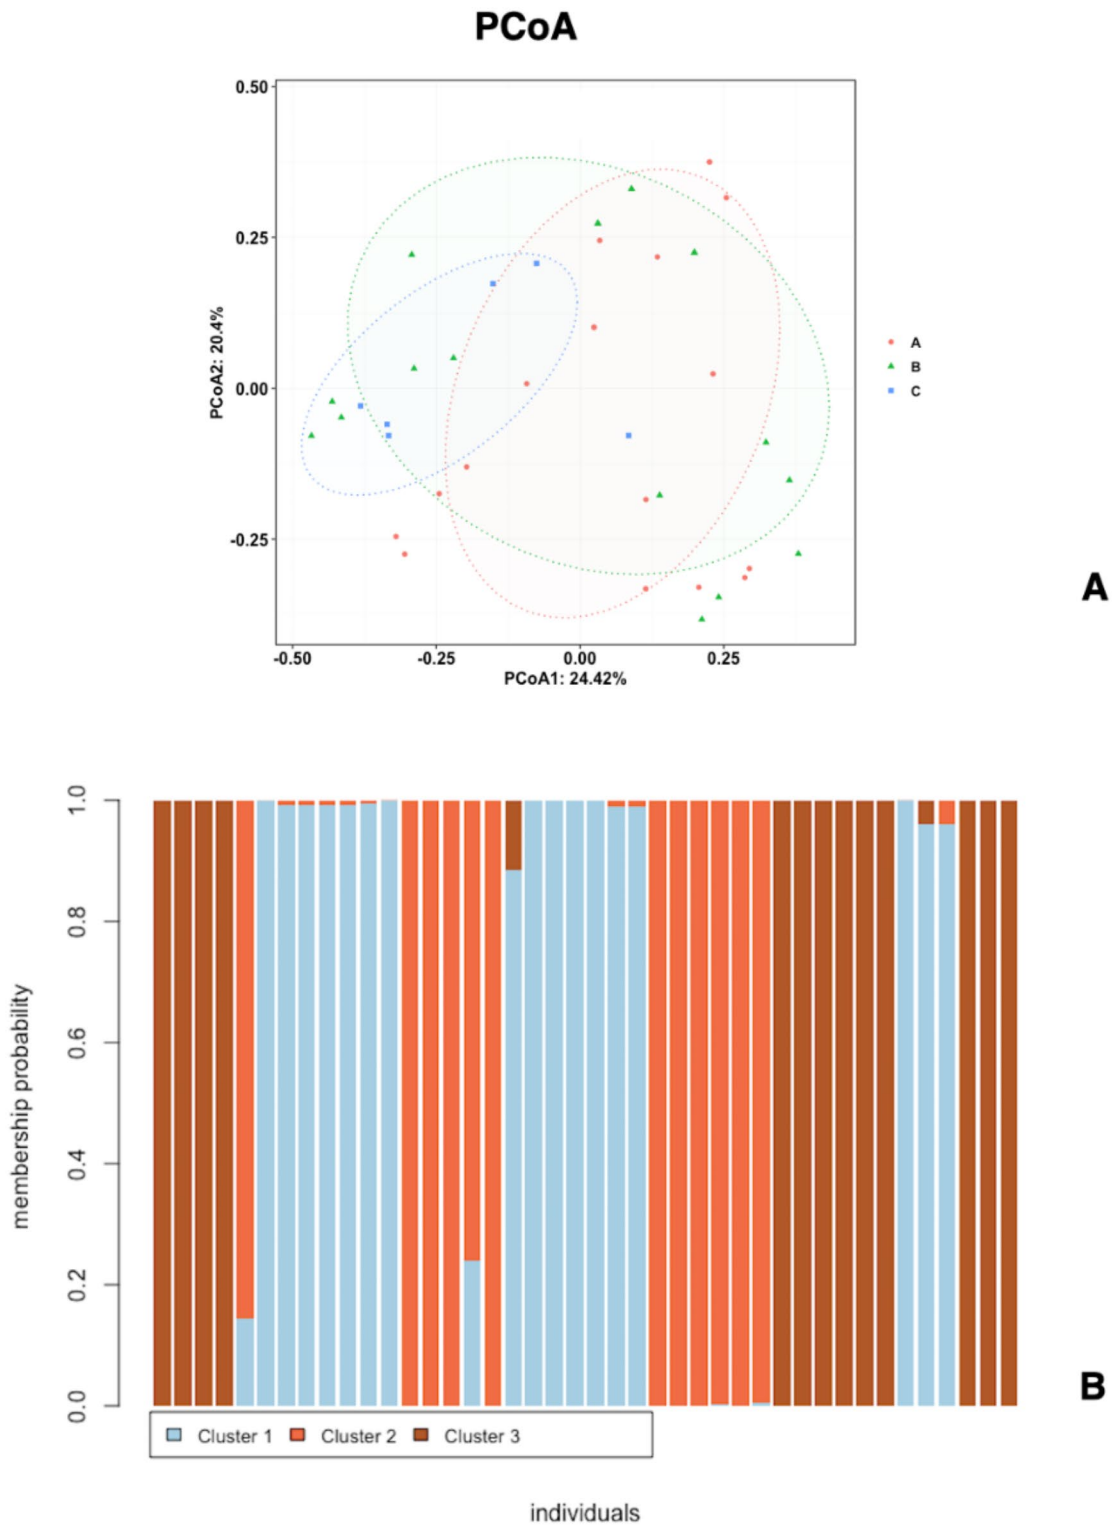 PCoA
0.50
0.25
0.00
-0.25
PCoA2: 20.4%
-0.50 -0.25 0.00 0.25
PCoA1: 24.42%
A
B
C
A
1.0
0.8
0.6
0.4
0.2
0.0
membership probability
B
Cluster 1 Cluster 2 Cluster 3
individuals